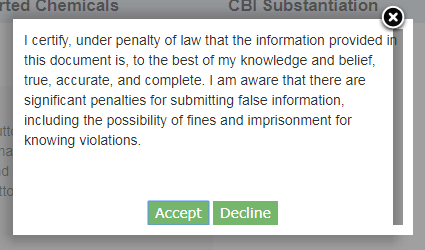 rted Chemicals CBI Substantiation
I certify, under penalty of law that the information provided in
this document is, to the best of my knowledge and belief,
true, accurate, and complete. I am aware that there are
significant penalties for submitting false information,
including the possibility of fines and imprisonment for
knowing violations.
Accept Decline